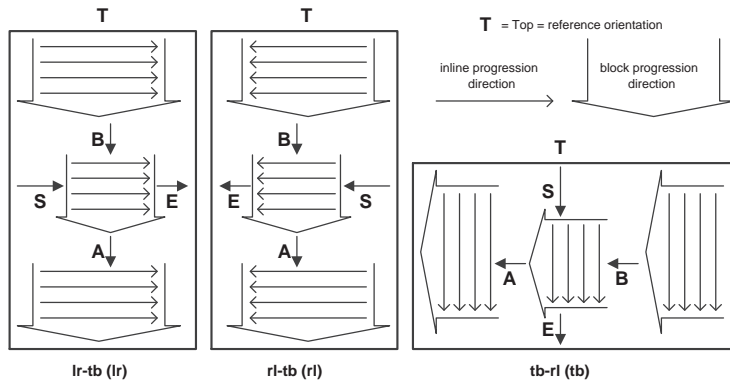 T
T
T = Top = reference orientation
inline progression
direction
block progression
direction
B
S
E
A
B
E
S
A
T
S
A
B
E
lr-tb (lr)
rl-tb (rl)
tb-rl (tb)